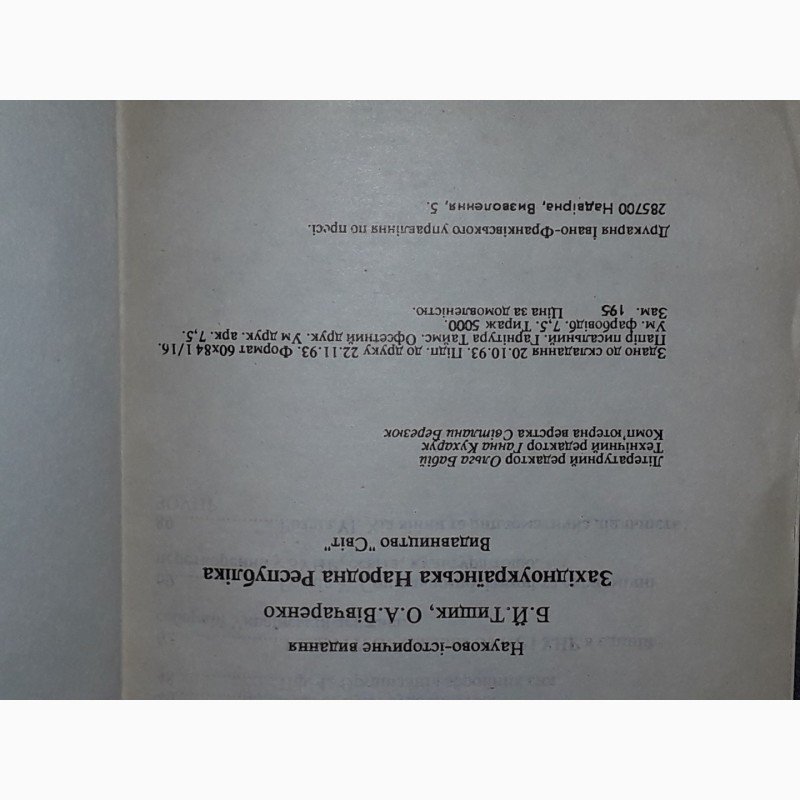 Науково-історичне видання
Б.Й.Тищик, О.А.Вівчаренко
Західноукраїнська Народна Республіка
Видавництво "Світ"
Літературний редактор Ольга Бабій
Технічний редактор Ганна Кухарук
Комп'ютерна верстка Світлани Березюк
Здано до складання 20.10.93. Підп. до друку 22.11.93. Формат 60х84 1/16.
Папір писальний. Гарнітура Таймс. Офсетний друк. Ум друк. арк. 7,5.
Ум. фарбовідб. 7,5. Тираж 5000.
Зам. 195 Ціна за домовленістю.
Друкарня Івано-Франківського управління по пресі.
285700 Надвірна, Визволення, 5.